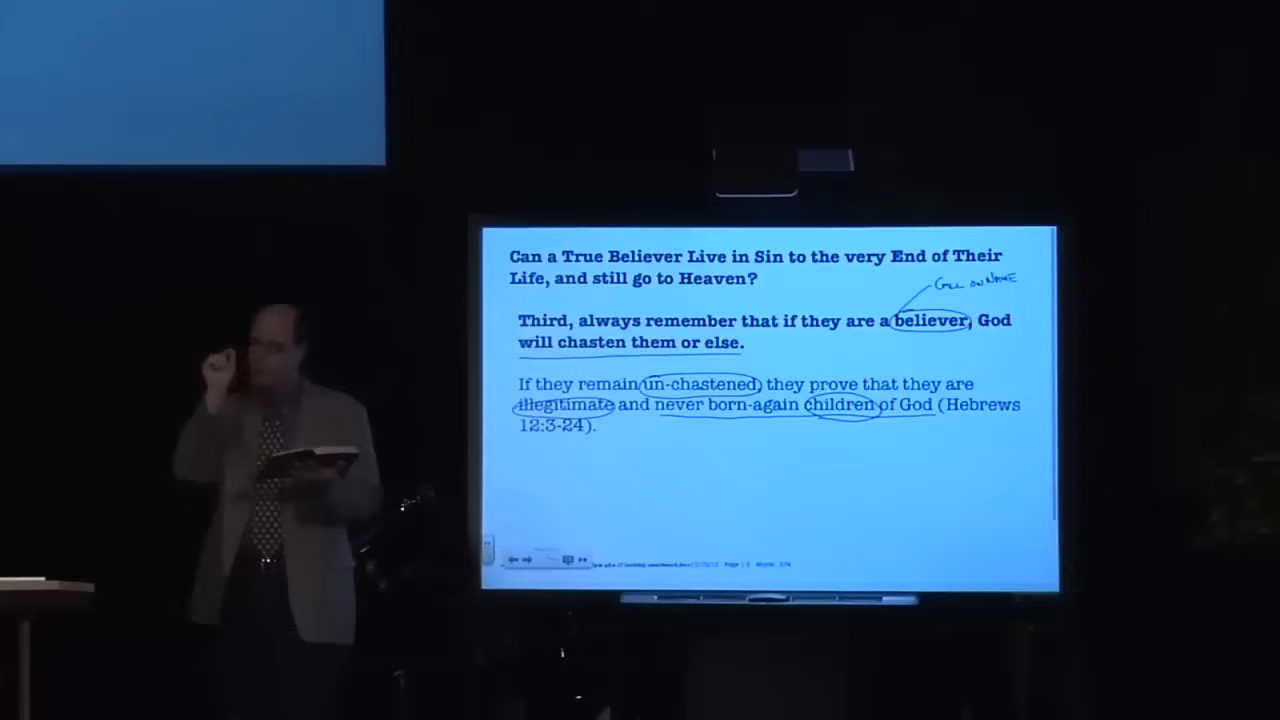 Can a True Believer Live in Sin to the very End of Their
Life, and still go to Heaven?
Third, always remember that if they are a believer, God
will chasten them or else.
If they remain un-chastened, they prove that they are
illegitimate and never born-again children of God (Hebrews
12:3-24).